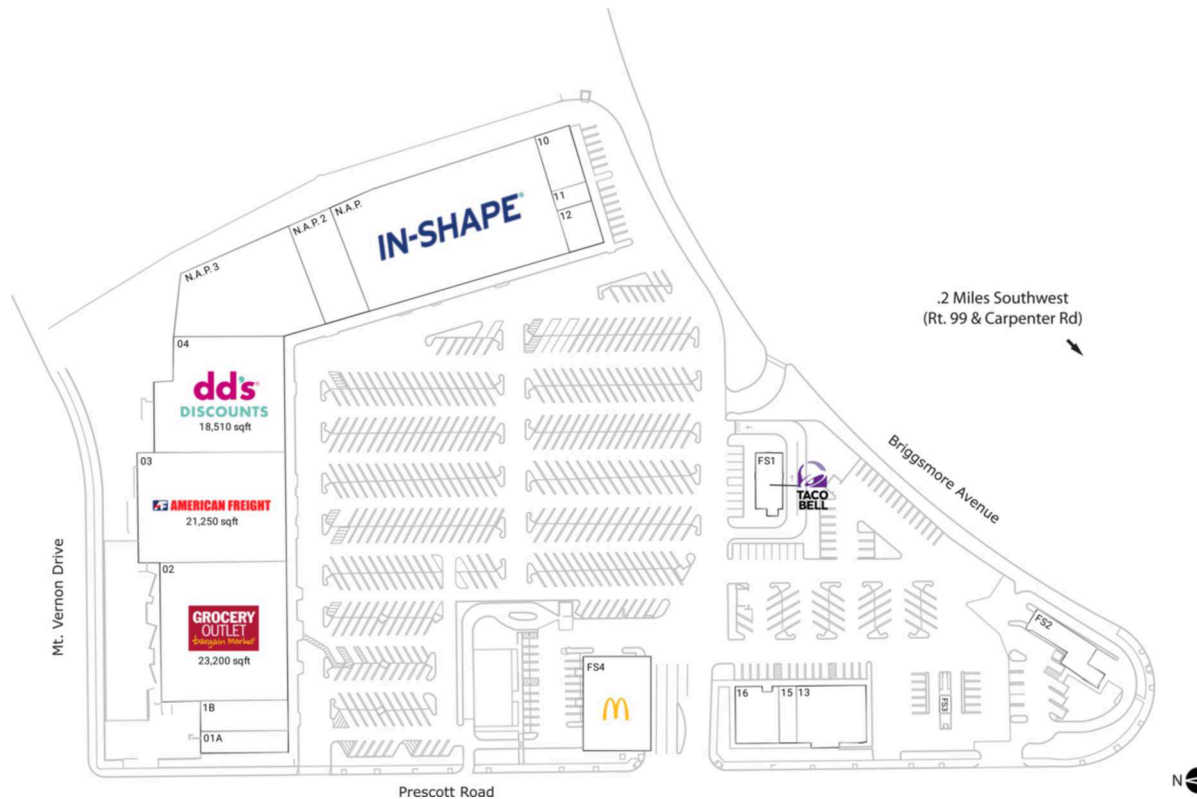 10
11
12
N.A.P.
N.A.P. 2
N.A.P. 3
IN-SHAPE
.2 Miles Southwest
(Rt. 99 & Carpenter Rd)
04
dd's
DISCOUNTS
18,510 sqft
03
AF AMERICAN FREIGHT
21,250 sqft
02
GROCERY
OUTLET
bargain market
23,200 sqft
1B
01A
FS1
TACO
BELL
Briggsmore Avenue
Mt. Vernon Drive
FS2
FS3
FS4
16
15
13
Prescott Road
N